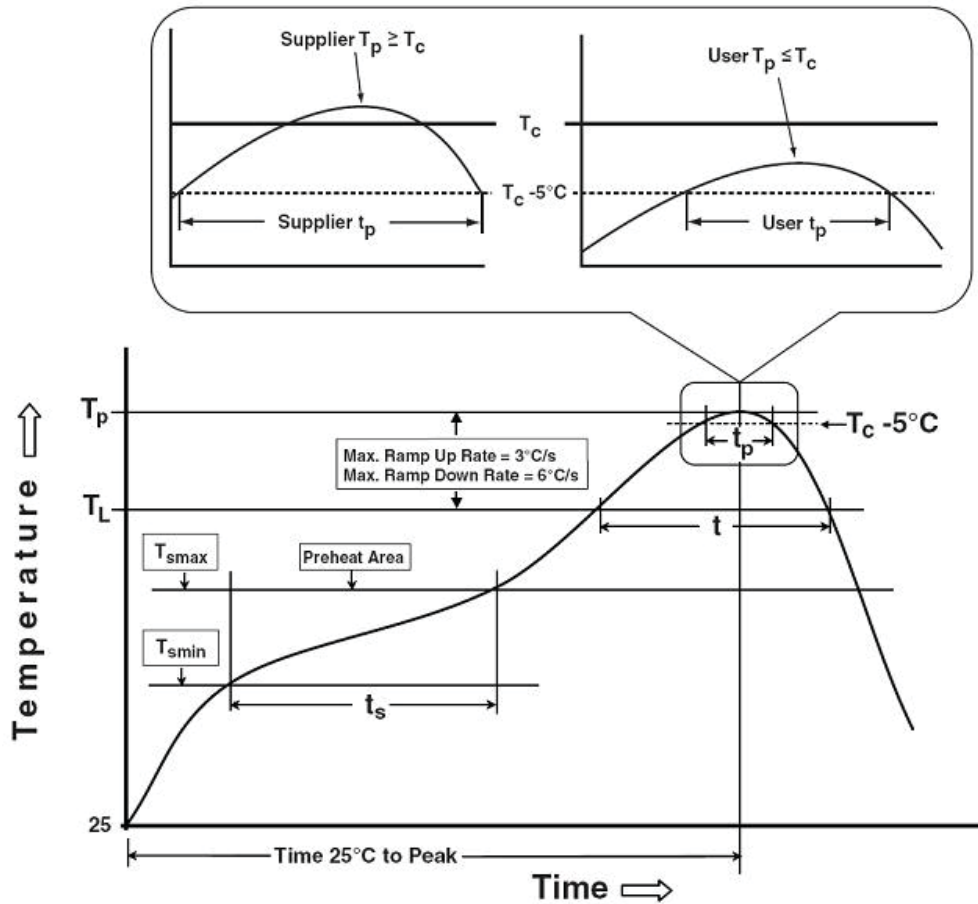 Supplier Tp ≥ Tc
User Tp ≤ Tc
Tc
Tc -5°C
Supplier tp
User tp
Tp
Tc -5°C
tp
Max. Ramp Up Rate = 3°C/s
Max. Ramp Down Rate = 6°C/s
TL
t
Tsmax
Preheat Area
Tsmin
ts
Temperature
25
Time 25°C to Peak
Time